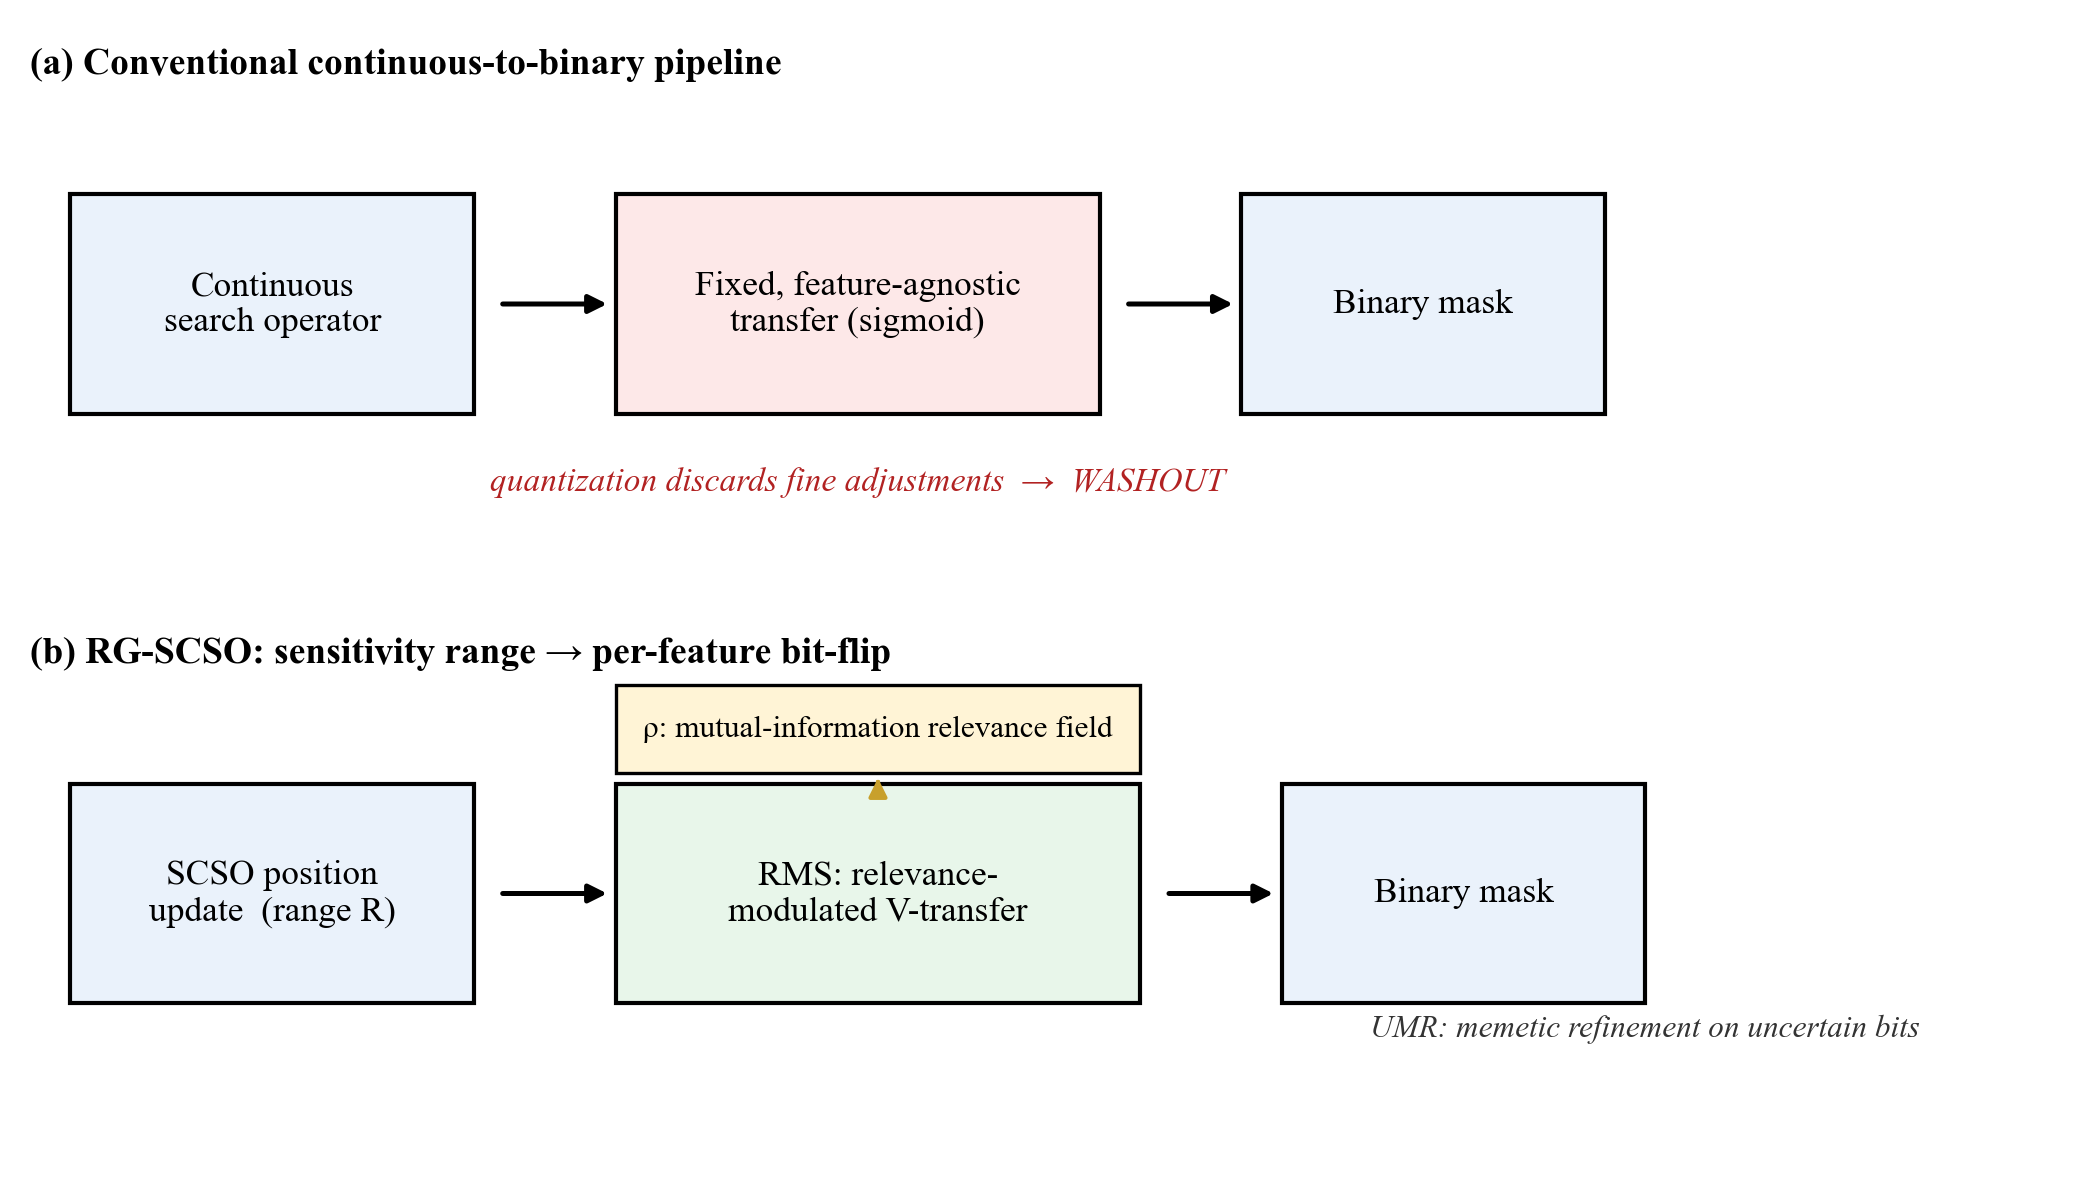 (a) Conventional continuous-to-binary pipeline
Continuous
search operator
Fixed, feature-agnostic
transfer (sigmoid)
Binary mask
quantization discards fine adjustments → WASHOUT
(b) RG-SCSO: sensitivity range → per-feature bit-flip
ρ: mutual-information relevance field
SCSO position
update (range R)
RMS: relevance-
modulated V-transfer
Binary mask
UMR: memetic refinement on uncertain bits